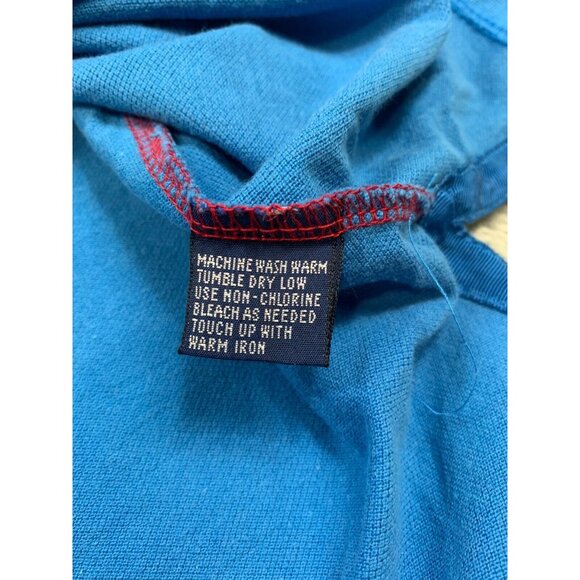 MACHINE WASH WARM
TUMBLE DRY LOW
USE NON-CHLORINE
BLEACH AS NEEDED
TOUCH UP WITH
WARM IRON